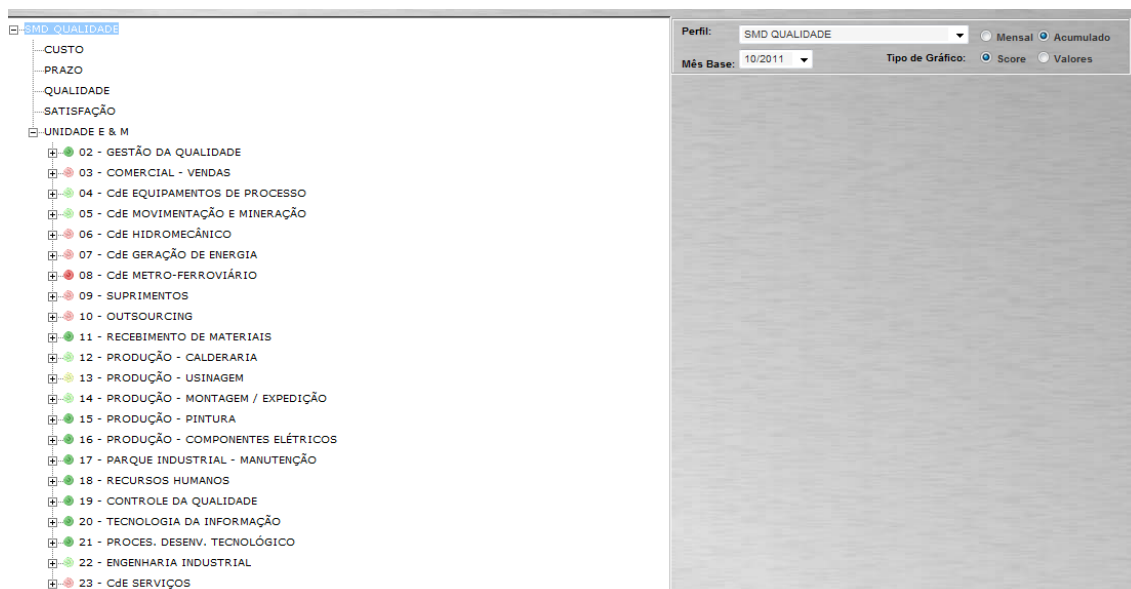 SMD QUALIDADE
CUSTO
PRAZO
QUALIDADE
SATISFAÇÃO
UNIDADE E & M
02 - GESTÃO DA QUALIDADE
03 - COMERCIAL - VENDAS
04 - CdE EQUIPAMENTOS DE PROCESSO
05 - CdE MOVIMENTAÇÃO E MINERAÇÃO
06 - CdE HIDROMECÂNICO
07 - CdE GERAÇÃO DE ENERGIA
08 - CdE METRO-FERROVIÁRIO
09 - SUPRIMENTOS
10 - OUTSOURCING
11 - RECEBIMENTO DE MATERIAIS
12 - PRODUÇÃO - CALDERARIA
13 - PRODUÇÃO - USINAGEM
14 - PRODUÇÃO - MONTAGEM / EXPEDIÇÃO
15 - PRODUÇÃO - PINTURA
16 - PRODUÇÃO - COMPONENTES ELÉTRICOS
17 - PARQUE INDUSTRIAL - MANUTENÇÃO
18 - RECURSOS HUMANOS
19 - CONTROLE DA QUALIDADE
20 - TECNOLOGIA DA INFORMAÇÃO
21 - PROCES. DESENV. TECNOLÓGICO
22 - ENGENHARIA INDUSTRIAL
23 - CdE SERVIÇOS
Perfil: SMD QUALIDADE Mensal Acumulado
Mês Base: 10/2011 Tipo de Gráfico: Score Valores